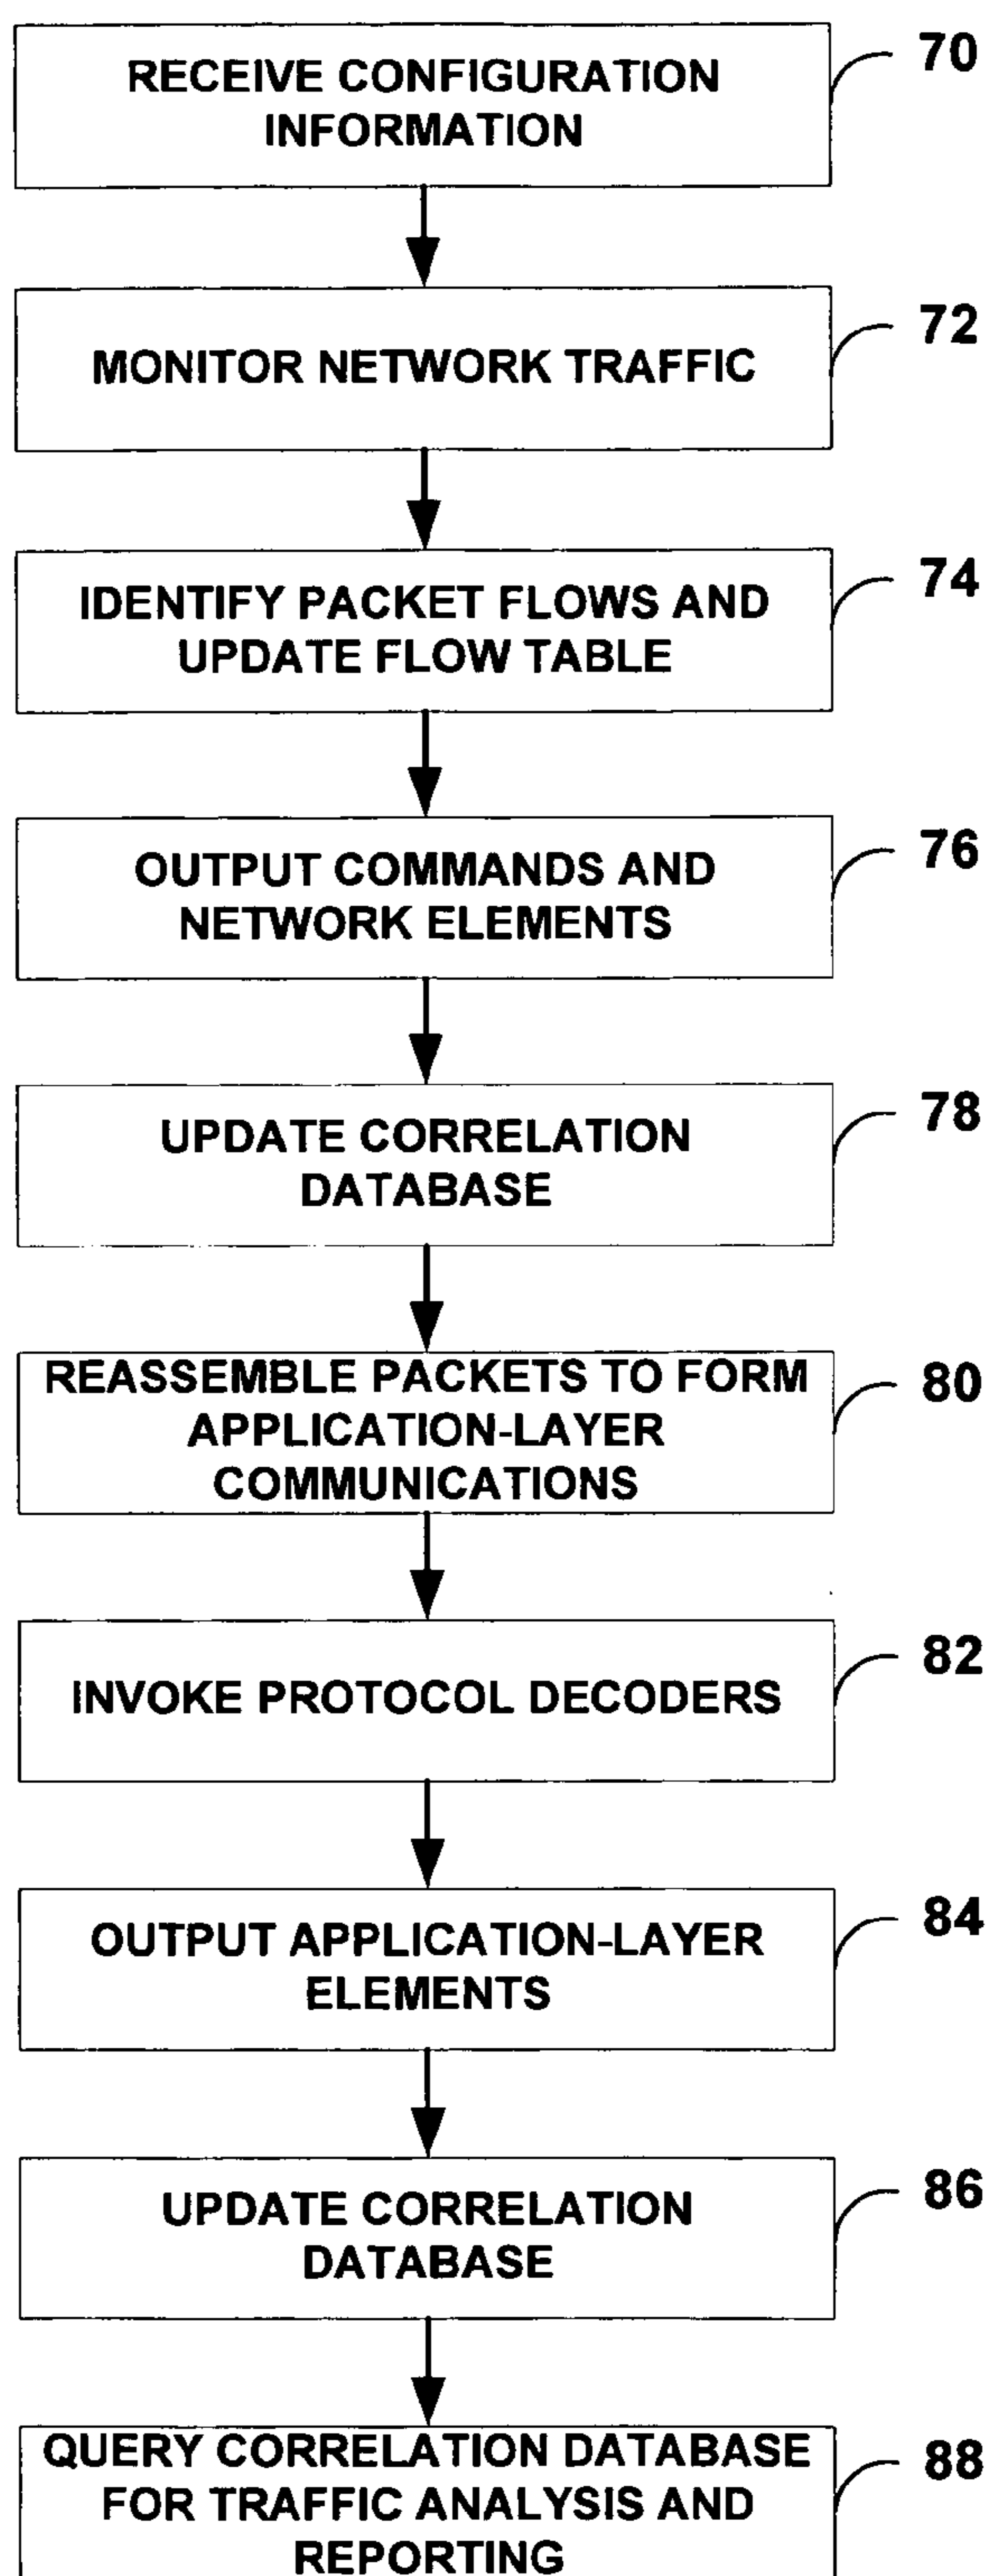 RECEIVE CONFIGURATION
INFORMATION
70
MONITOR NETWORK TRAFFIC
72
IDENTIFY PACKET FLOWS AND
UPDATE FLOW TABLE
74
OUTPUT COMMANDS AND
NETWORK ELEMENTS
76
UPDATE CORRELATION
DATABASE
78
REASSEMBLE PACKETS TO FORM
APPLICATION-LAYER
COMMUNICATIONS
80
INVOKE PROTOCOL DECODERS
82
OUTPUT APPLICATION-LAYER
ELEMENTS
84
UPDATE CORRELATION
DATABASE
86
QUERY CORRELATION DATABASE
FOR TRAFFIC ANALYSIS AND
REPORTING
88